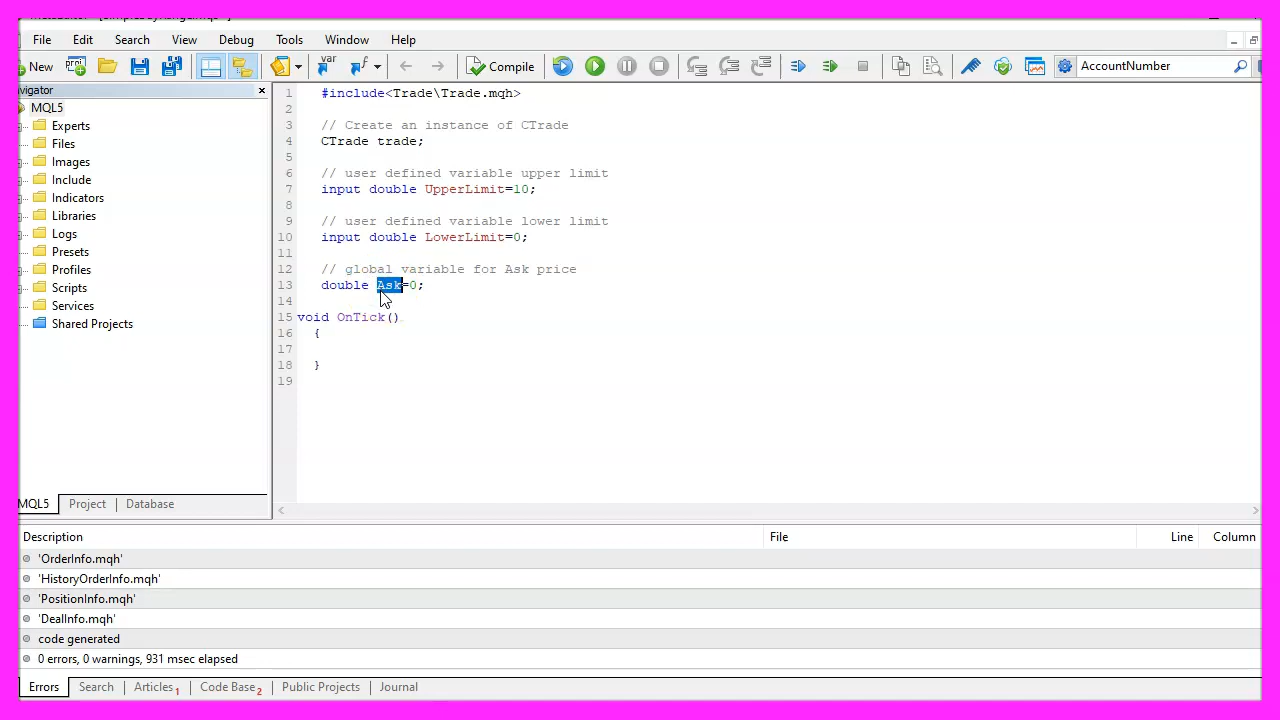 File Edit Search View Debug Tools Window Help
New var Compile AccountNumber
MQL5
Experts
Files
Images
Include
Indicators
Libraries
Logs
Presets
Profiles
Scripts
Services
Shared Projects
MQL5 Project Database
1 #include<Trade\Trade.mqh>
2
3 // Create an instance of CTrade
4 CTrade trade;
5
6 // user defined variable upper limit
7 input double UpperLimit=10;
8
9 // user defined variable lower limit
10 input double LowerLimit=0;
11
12 // global variable for Ask price
13 double Ask=0;
14
15 void OnTick()
16 {
17
18 }
19
Description File Line Column
'OrderInfo.mqh'
'HistoryOrderInfo.mqh'
'PositionInfo.mqh'
'DealInfo.mqh'
code generated
0 errors, 0 warnings, 931 msec elapsed
Errors Search Articles 1 Code Base 2 Public Projects Journal